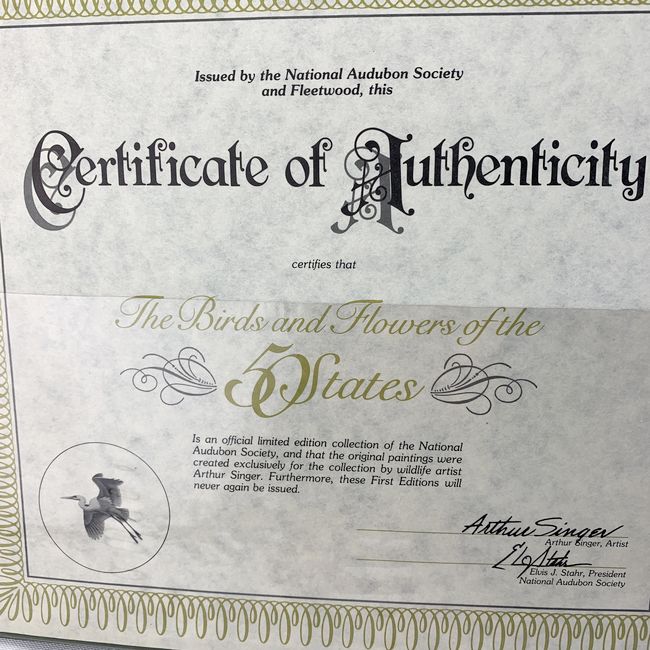 Issued by the National Audubon Society
and Fleetwood, this
Certificate of Authenticity
certifies that
The Birds and Flowers of the
50 States
Is an official limited edition collection of the National
Audubon Society, and that the original paintings were
created exclusively for the collection by wildlife artist
Arthur Singer. Furthermore, these First Editions will
never again be issued.
Arthur Singer
Arthur Singer, Artist
Elvis J. Stahr, President
National Audubon Society